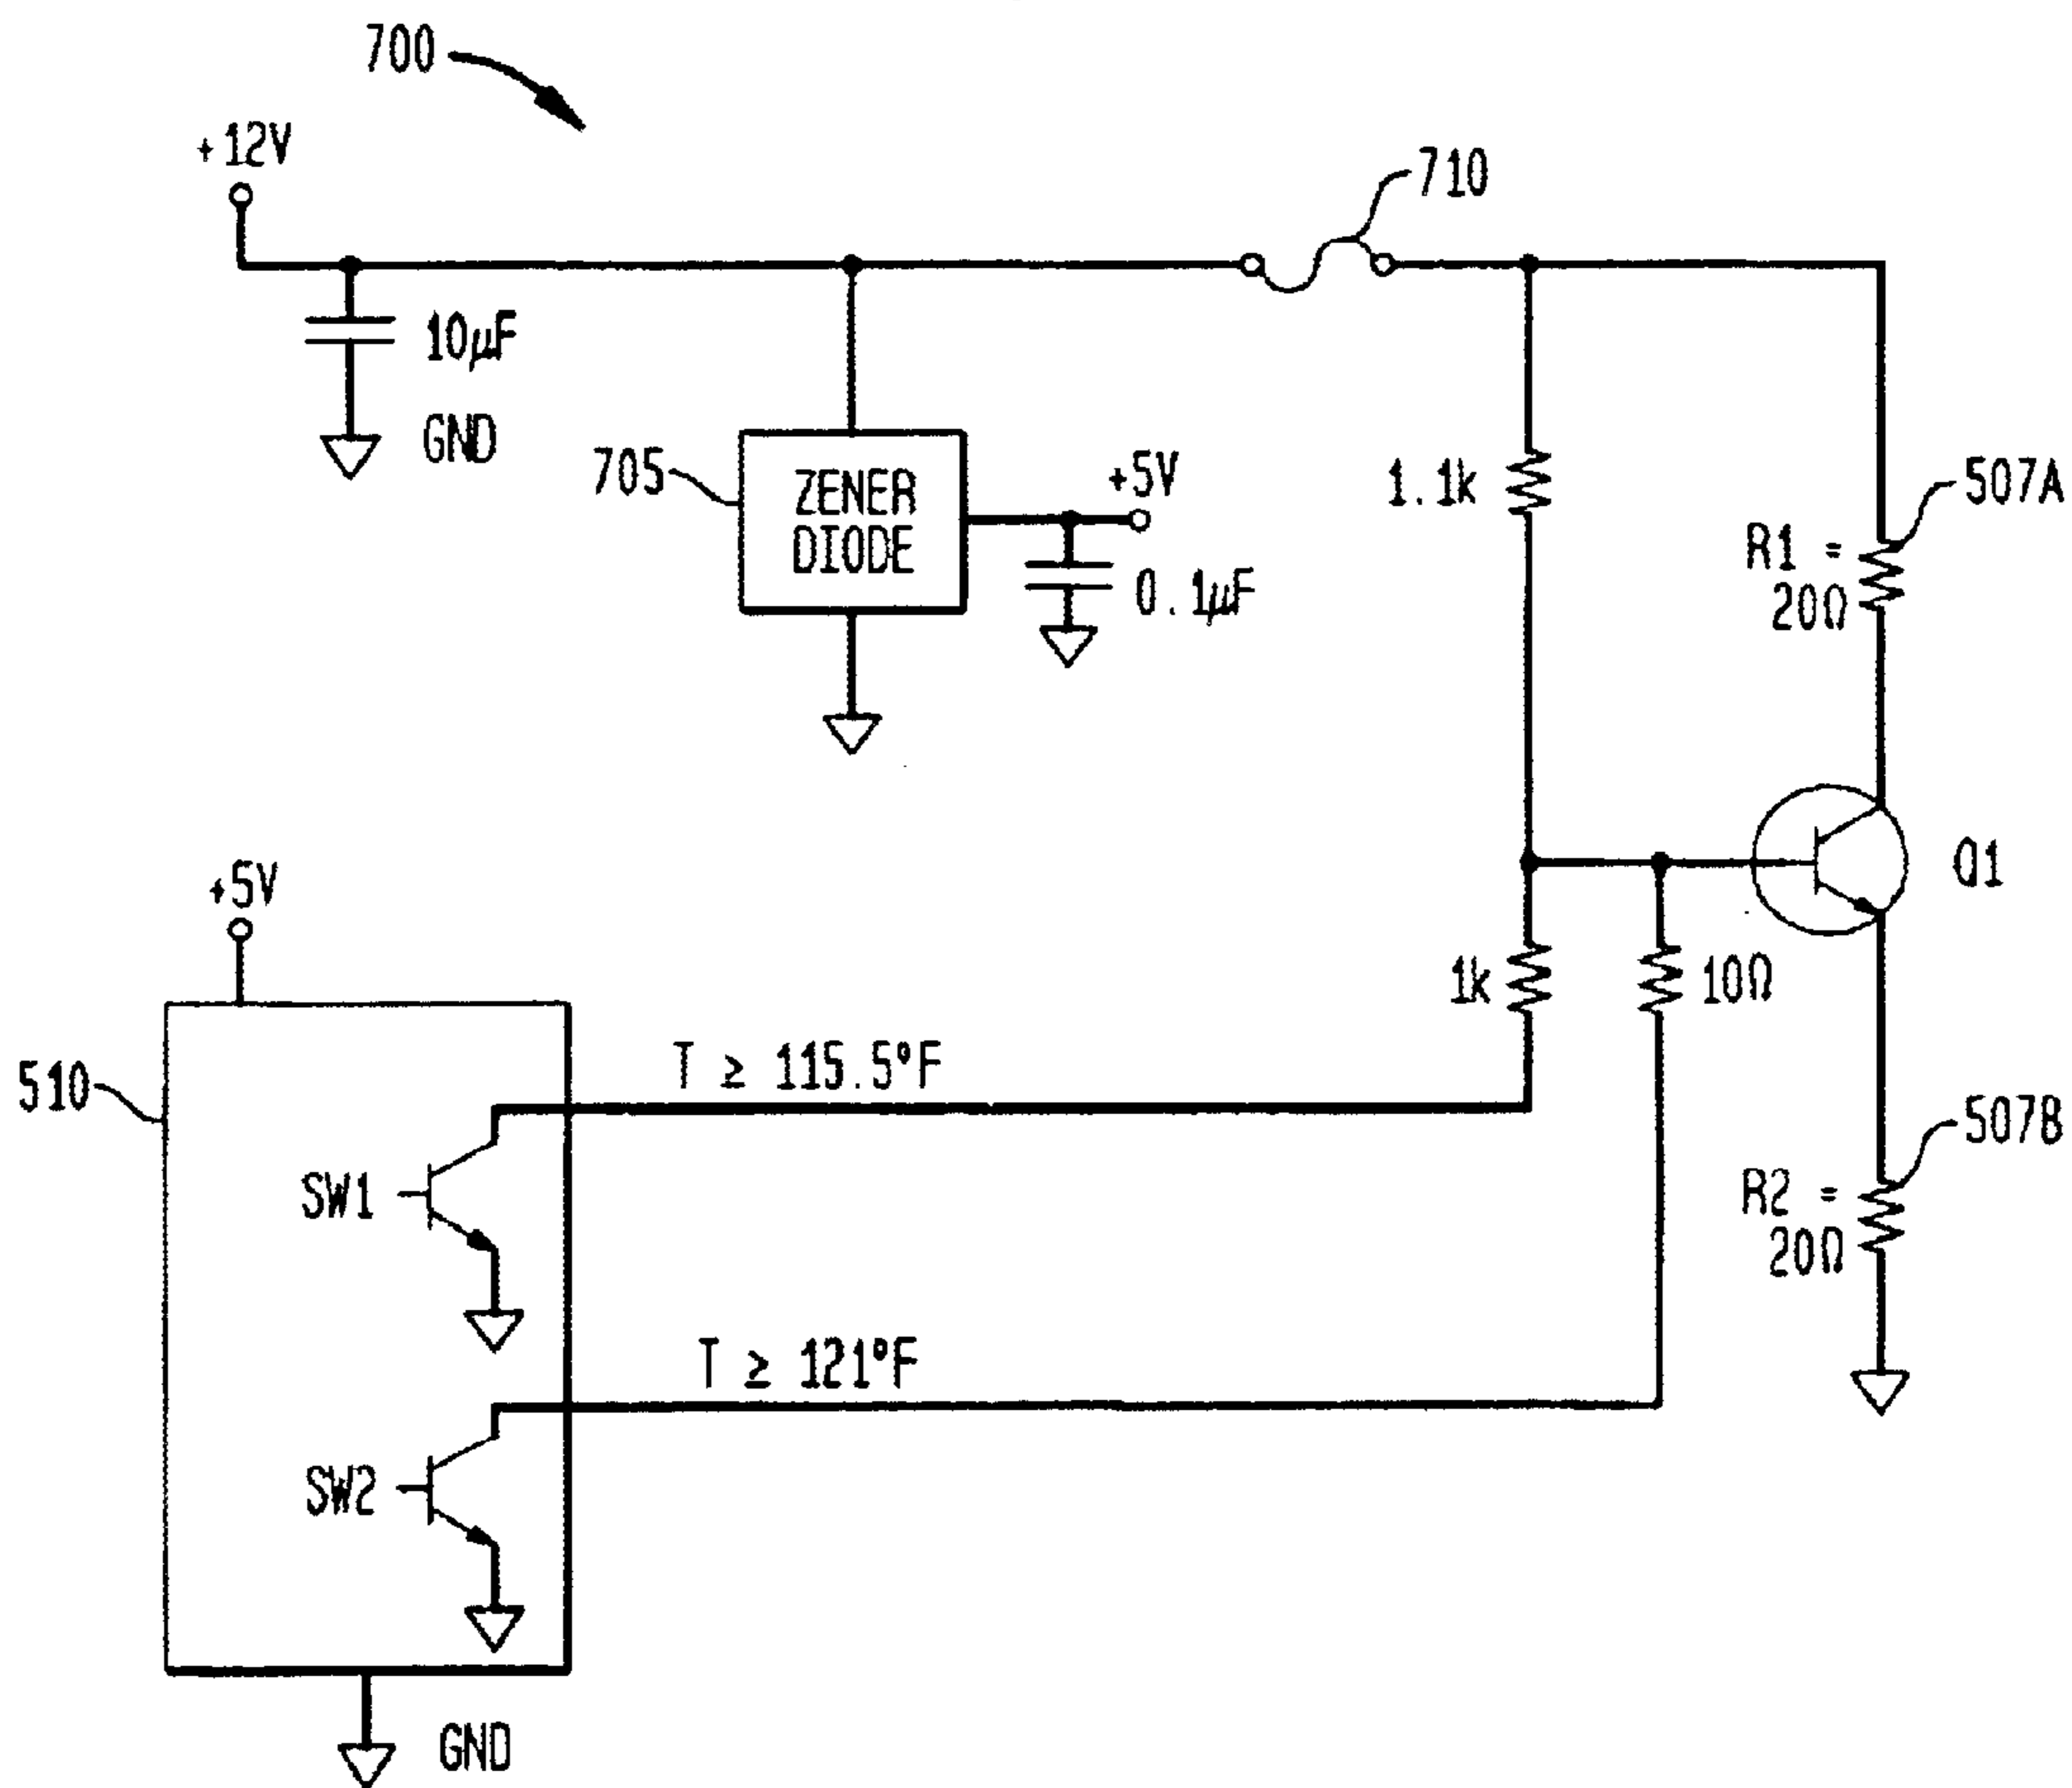 700
+12V
710
10µF
GND
705
ZENER
DIODE
+5V
0.1µF
1.1k
507A
R1 =
20Ω
Q1
+5V
1k
10Ω
510
T ≥ 115.5°F
SW1
507B
R2 =
20Ω
T ≥ 121°F
SW2
GND